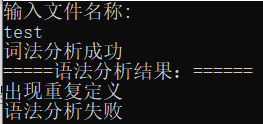 输入文件名称:
test
词法分析成功
=====语法分析结果：======
出现重复定义
语法分析失败